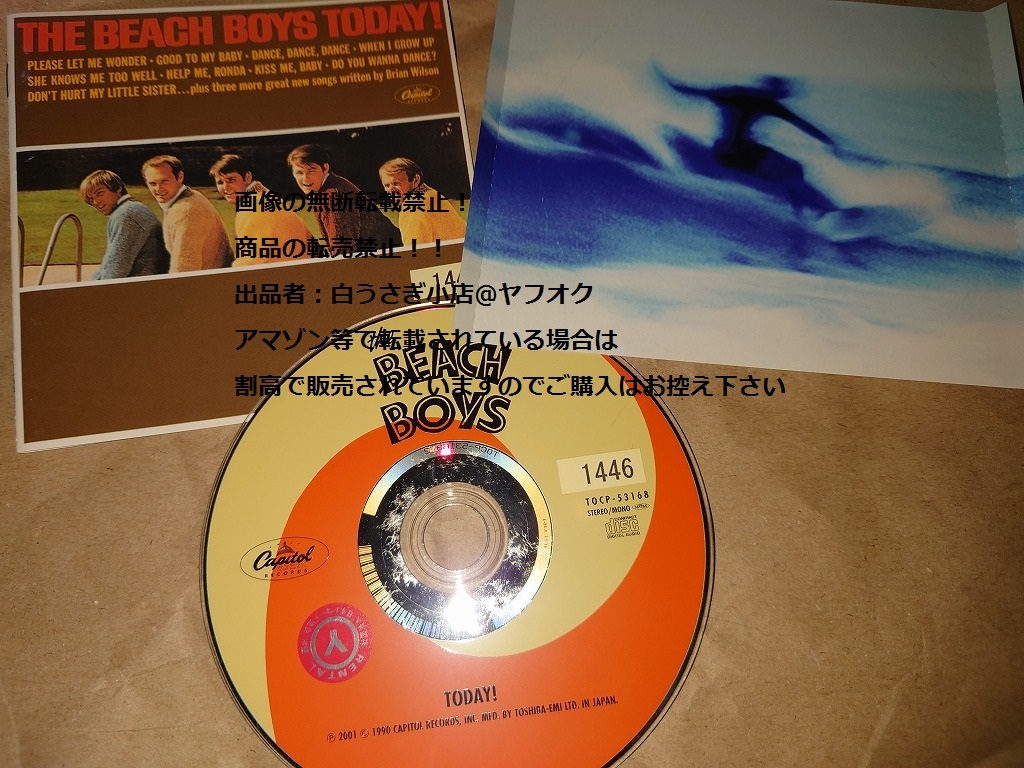 THE BEACH BOYS TODAY!
PLEASE LET ME WONDER • GOOD TO MY BABY • DANCE, DANCE, DANCE • WHEN I GROW UP
SHE KNOWS ME TOO WELL • HELP ME, RONDA • KISS ME, BABY • DO YOU WANNA DANCE?
DON'T HURT MY LITTLE SISTER...plus three more great new songs written by Brian Wilson
Capitol
画像の無断転載禁止！
商品の転売禁止！！
出品者：白うさぎ小店@ヤフオク
アマゾン等で転載されている場合は
割高で販売されていますのでご購入はお控え下さい
144
the
BEACH
BOYS
1446
TOCP-53168
STEREO/MONO
COMPACT
disc
DIGITAL AUDIO
Capitol
RECORDS
RENTAL
TODAY!
℗ 2001 © 1990 CAPITOL RECORDS, INC. MFD. BY TOSHIBA-EMI LTD. IN JAPAN.